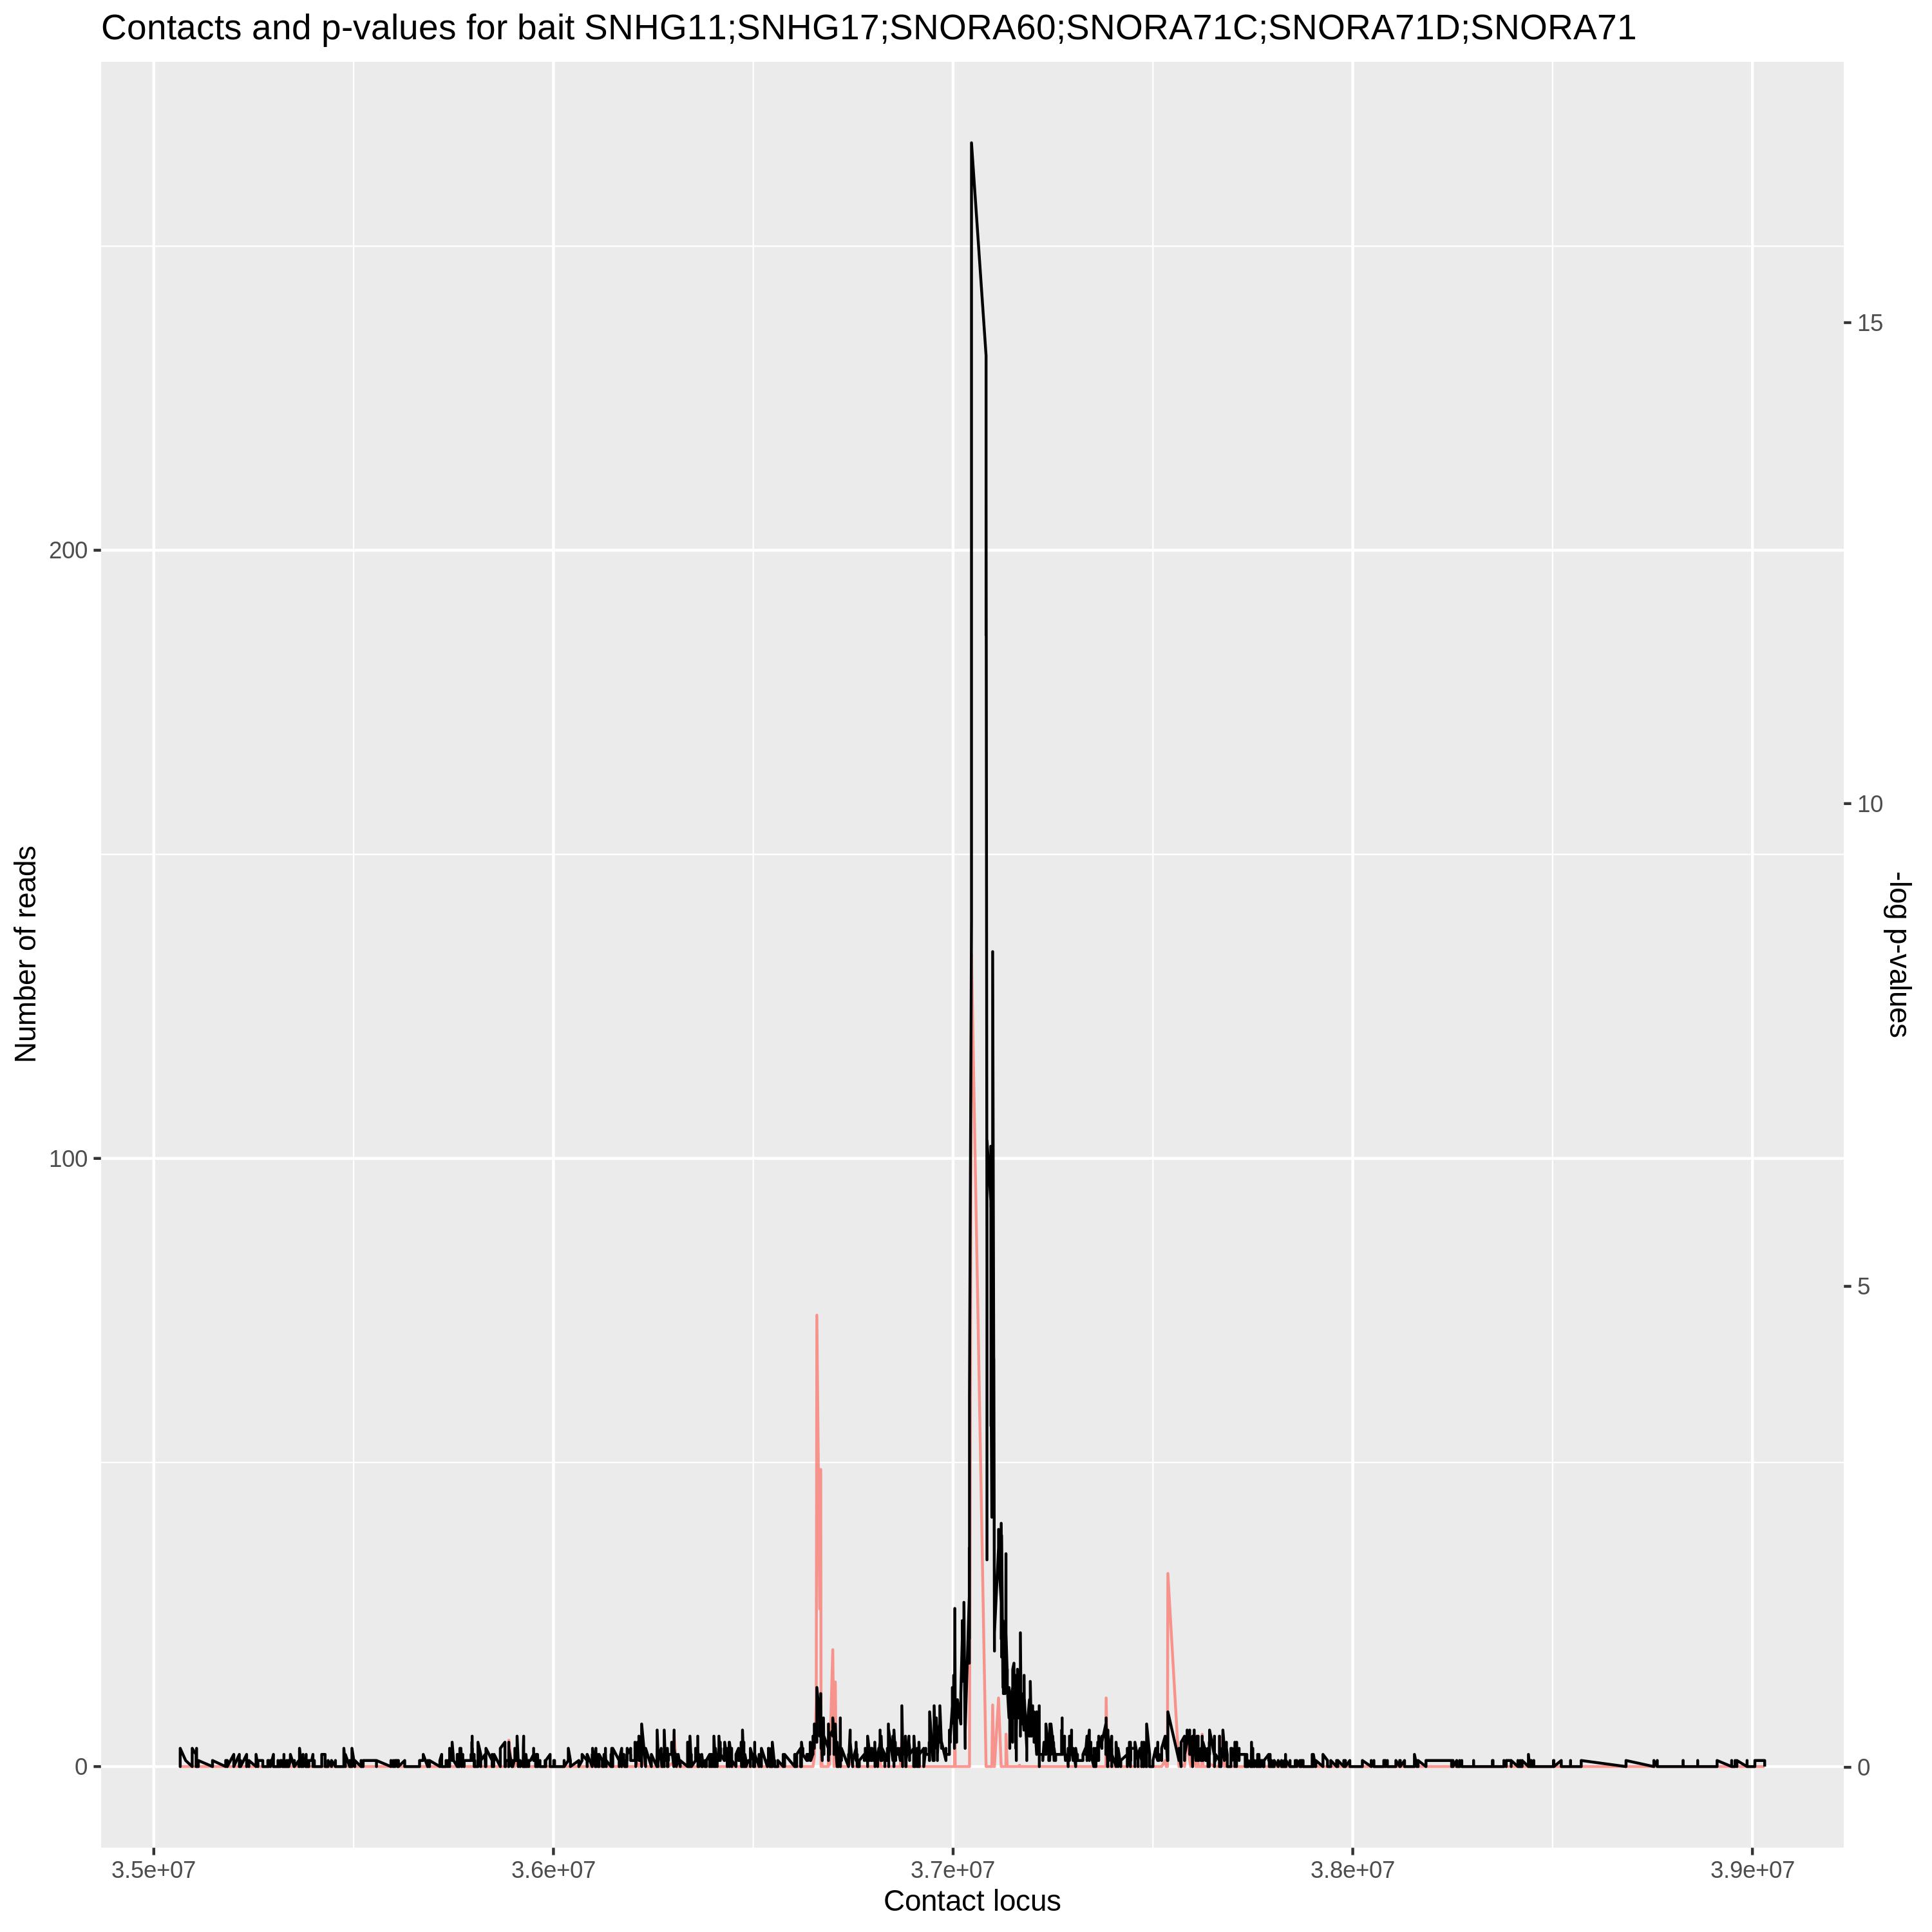 Contacts and p-values for bait SNHG11;SNHG17;SNORA60;SNORA71C;SNORA71D;SNORA71
200
100
0
Number of reads
15
10
5
0
-log p-values
3.5e+07
3.6e+07
3.7e+07
3.8e+07
3.9e+07
Contact locus